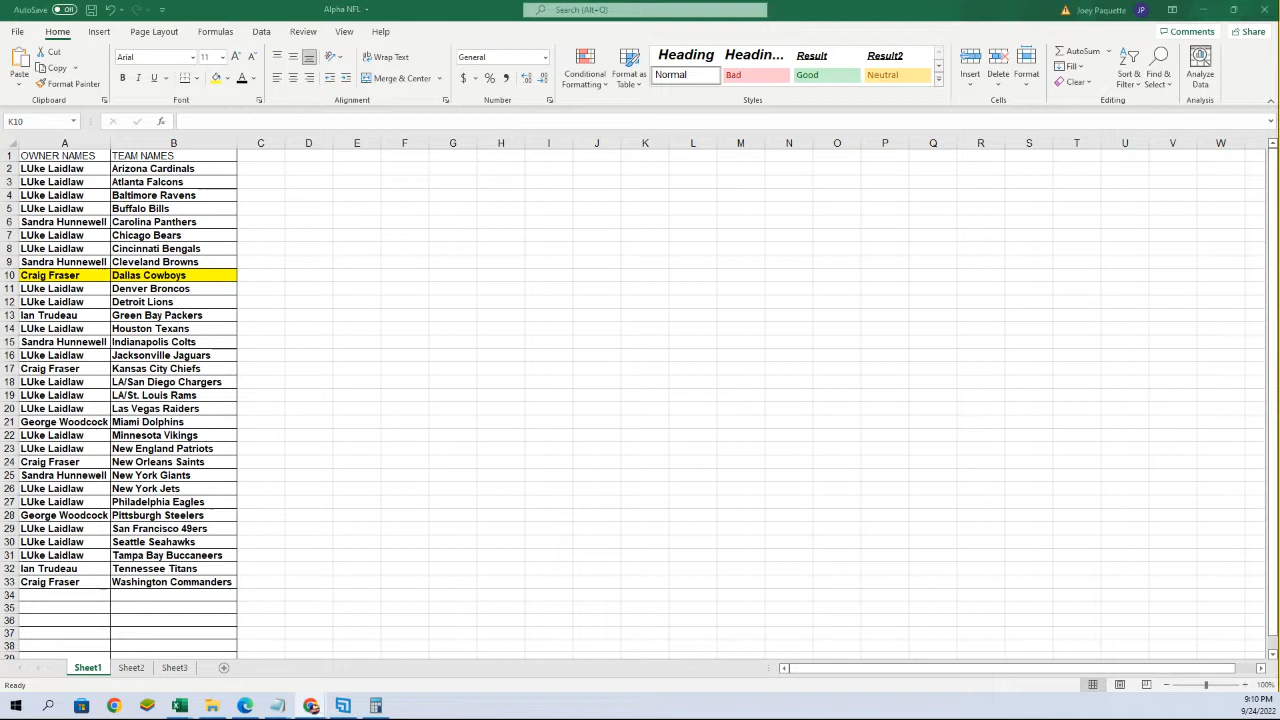 AutoSave Off Alpha NFL Search (Alt+Q) Joey Paquette JP
File Home Insert Page Layout Formulas Data Review View Help Comments Share
Paste Cut Copy Format Painter Clipboard
Arial 11 B I U A Font
Wrap Text Merge & Center Alignment
General $ % Number
Conditional Formatting Format as Table
Heading Headin... Result Result2
Normal Bad Good Neutral
Styles
Insert Delete Format Cells
AutoSum Fill Clear Sort & Filter Find & Select Editing
Analyze Data Analysis
K10 fx
A B C D E F G H I J K L M N O P Q R S T U V W
1 OWNER NAMES TEAM NAMES
2 LUke Laidlaw Arizona Cardinals
3 LUke Laidlaw Atlanta Falcons
4 LUke Laidlaw Baltimore Ravens
5 LUke Laidlaw Buffalo Bills
6 Sandra Hunnewell Carolina Panthers
7 LUke Laidlaw Chicago Bears
8 LUke Laidlaw Cincinnati Bengals
9 Sandra Hunnewell Cleveland Browns
10 Craig Fraser Dallas Cowboys
11 LUke Laidlaw Denver Broncos
12 LUke Laidlaw Detroit Lions
13 Ian Trudeau Green Bay Packers
14 LUke Laidlaw Houston Texans
15 Sandra Hunnewell Indianapolis Colts
16 LUke Laidlaw Jacksonville Jaguars
17 Craig Fraser Kansas City Chiefs
18 LUke Laidlaw LA/San Diego Chargers
19 LUke Laidlaw LA/St. Louis Rams
20 LUke Laidlaw Las Vegas Raiders
21 George Woodcock Miami Dolphins
22 LUke Laidlaw Minnesota Vikings
23 LUke Laidlaw New England Patriots
24 Craig Fraser New Orleans Saints
25 Sandra Hunnewell New York Giants
26 LUke Laidlaw New York Jets
27 LUke Laidlaw Philadelphia Eagles
28 George Woodcock Pittsburgh Steelers
29 LUke Laidlaw San Francisco 49ers
30 LUke Laidlaw Seattle Seahawks
31 LUke Laidlaw Tampa Bay Buccaneers
32 Ian Trudeau Tennessee Titans
33 Craig Fraser Washington Commanders
34
35
36
37
38
39
Sheet1 Sheet2 Sheet3
Ready 100%
9:10 PM
9/24/2022